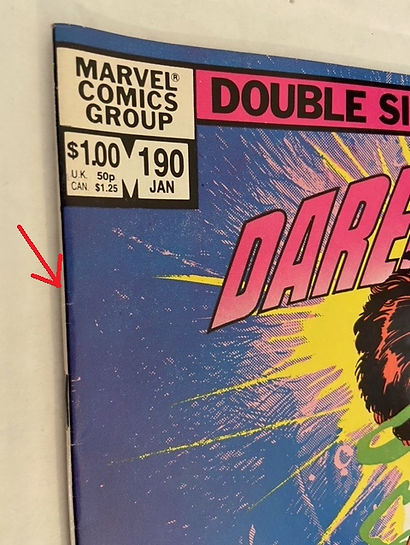 MARVEL®
COMICS
GROUP
DOUBLE SI
$1.00
U.K. 50p
CAN. $1.25
190
JAN
DARE